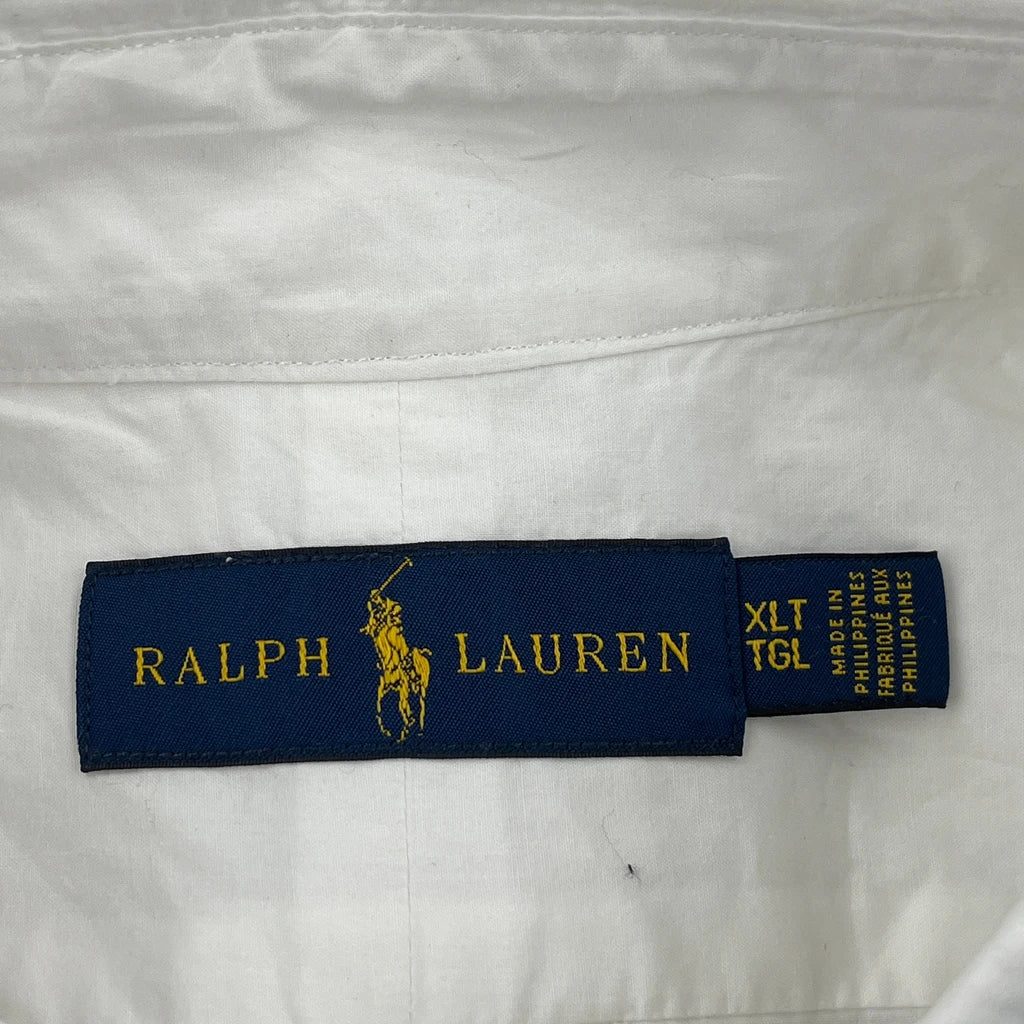 RALPH LAUREN
XLT
TGL
MADE IN
PHILIPPINES
FABRIQUÉ AUX
PHILIPPINES